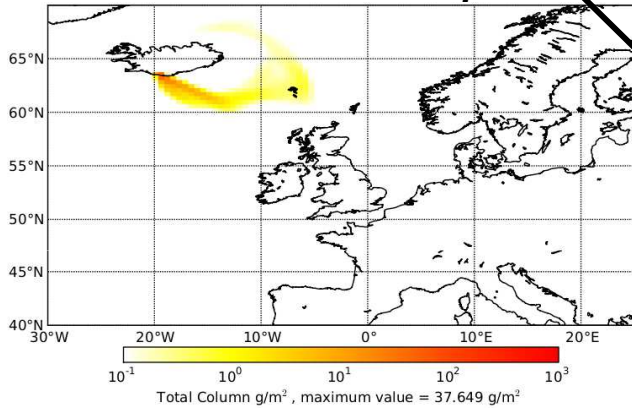 65°N
60°N
55°N
50°N
45°N
40°N
30°W 20°W 10°W 0° 10°E 20°E
10⁻¹ 10⁰ 10¹ 10² 10³
Total Column g/m² , maximum value = 37.649 g/m²